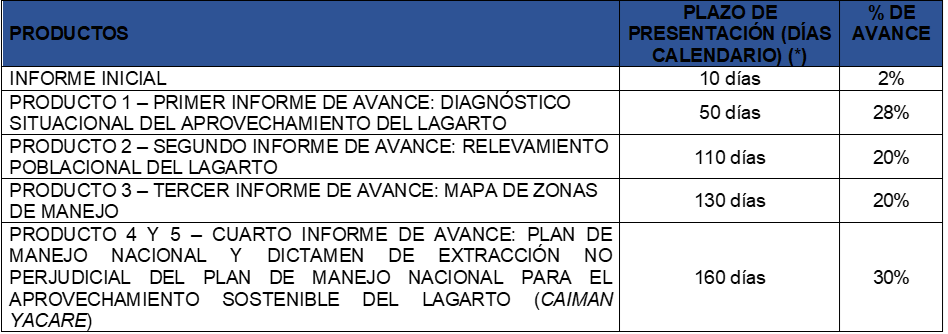 PRODUCTOS
PLAZO DE
PRESENTACIÓN (DÍAS
CALENDARIO) (*)
% DE
AVANCE
INFORME INICIAL
10 días
2%
PRODUCTO 1 – PRIMER INFORME DE AVANCE: DIAGNÓSTICO
SITUACIONAL DEL APROVECHAMIENTO DEL LAGARTO
50 días
28%
PRODUCTO 2 – SEGUNDO INFORME DE AVANCE: RELEVAMIENTO
POBLACIONAL DEL LAGARTO
110 días
20%
PRODUCTO 3 – TERCER INFORME DE AVANCE: MAPA DE ZONAS
DE MANEJO
130 días
20%
PRODUCTO 4 Y 5 – CUARTO INFORME DE AVANCE: PLAN DE
MANEJO NACIONAL Y DICTAMEN DE EXTRACCIÓN NO
PERJUDICIAL DEL PLAN DE MANEJO NACIONAL PARA EL
APROVECHAMIENTO SOSTENIBLE DEL LAGARTO (CAIMAN
YACARE)
160 días
30%